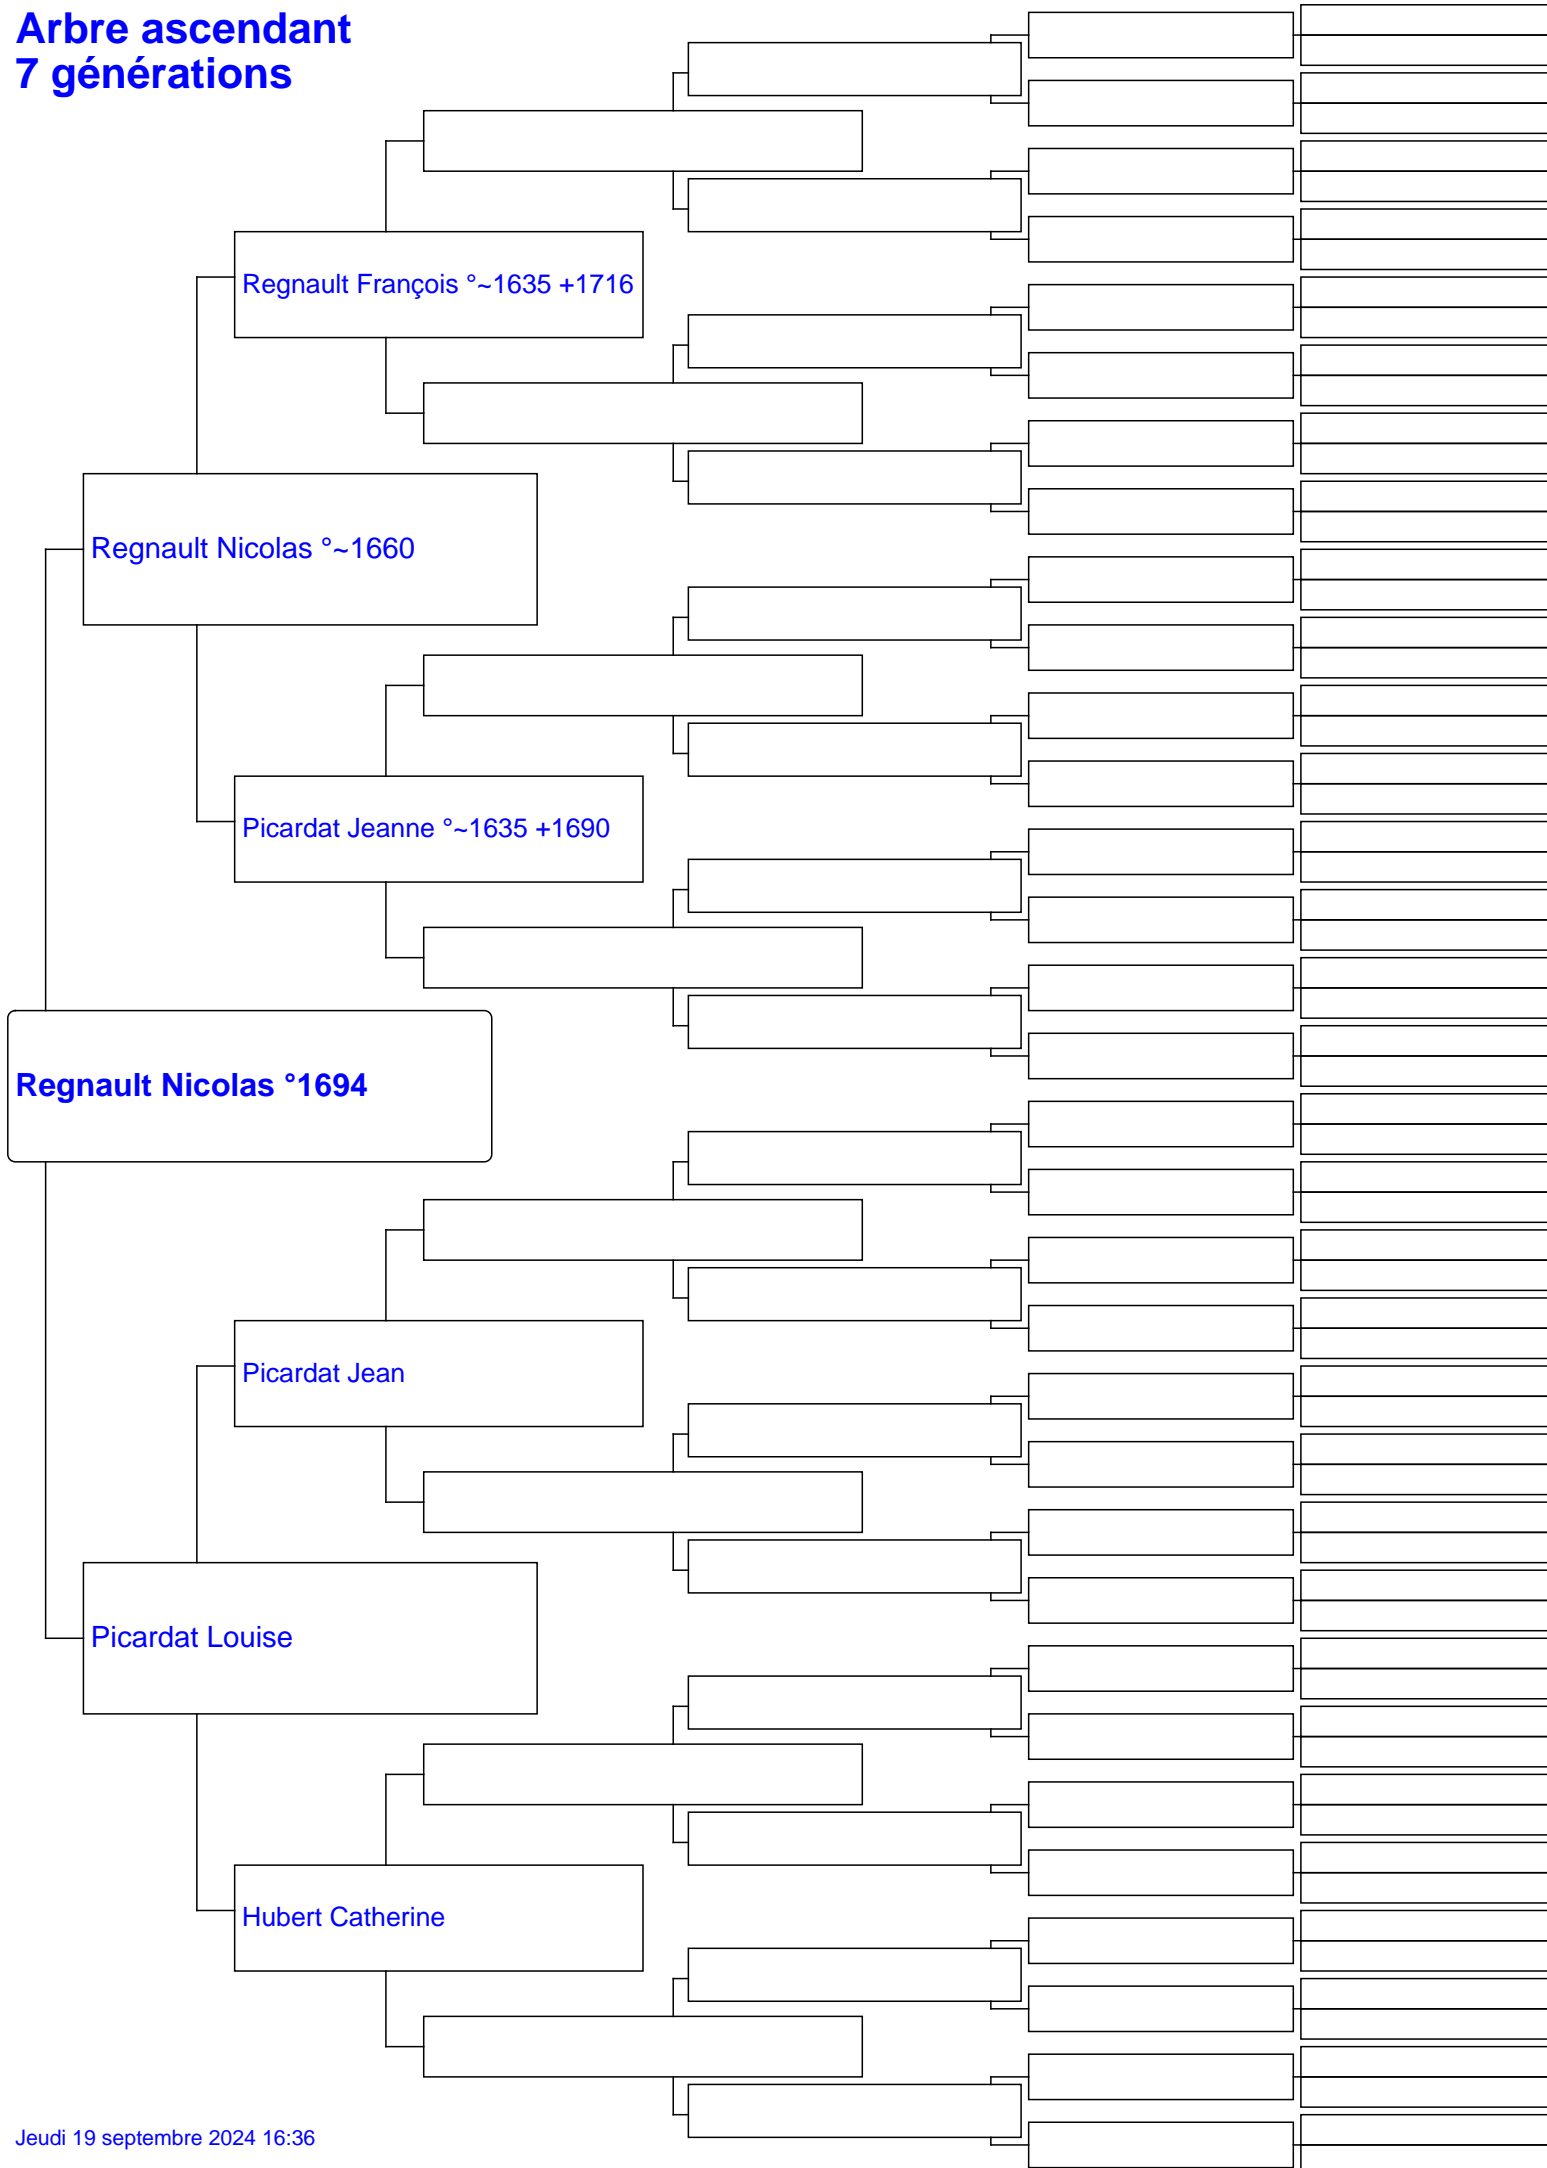 Arbre ascendant
7 générations
Regnault François °~1635 +1716
Regnault Nicolas °~1660
Picardat Jeanne °~1635 +1690
Regnault Nicolas °1694
Picardat Jean
Picardat Louise
Hubert Catherine
Jeudi 19 septembre 2024 16:36